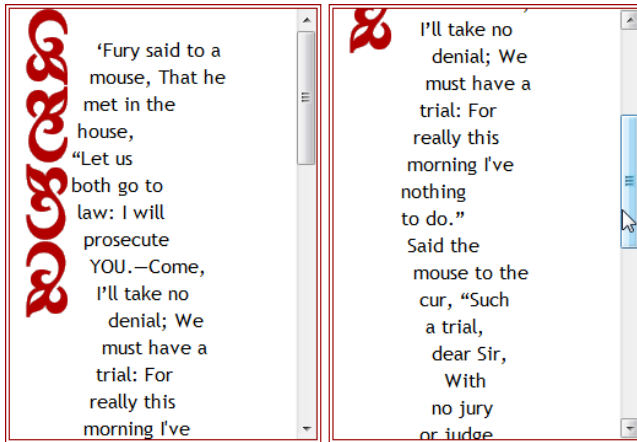 ‘Fury said to a
mouse, That he
met in the
house,
“Let us
both go to
law: I will
prosecute
YOU.—Come,
I’ll take no
denial; We
must have a
trial: For
really this
morning I've
I’ll take no
denial; We
must have a
trial: For
really this
morning I've
nothing
to do.”
Said the
mouse to the
cur, “Such
a trial,
dear Sir,
With
no jury
or judge